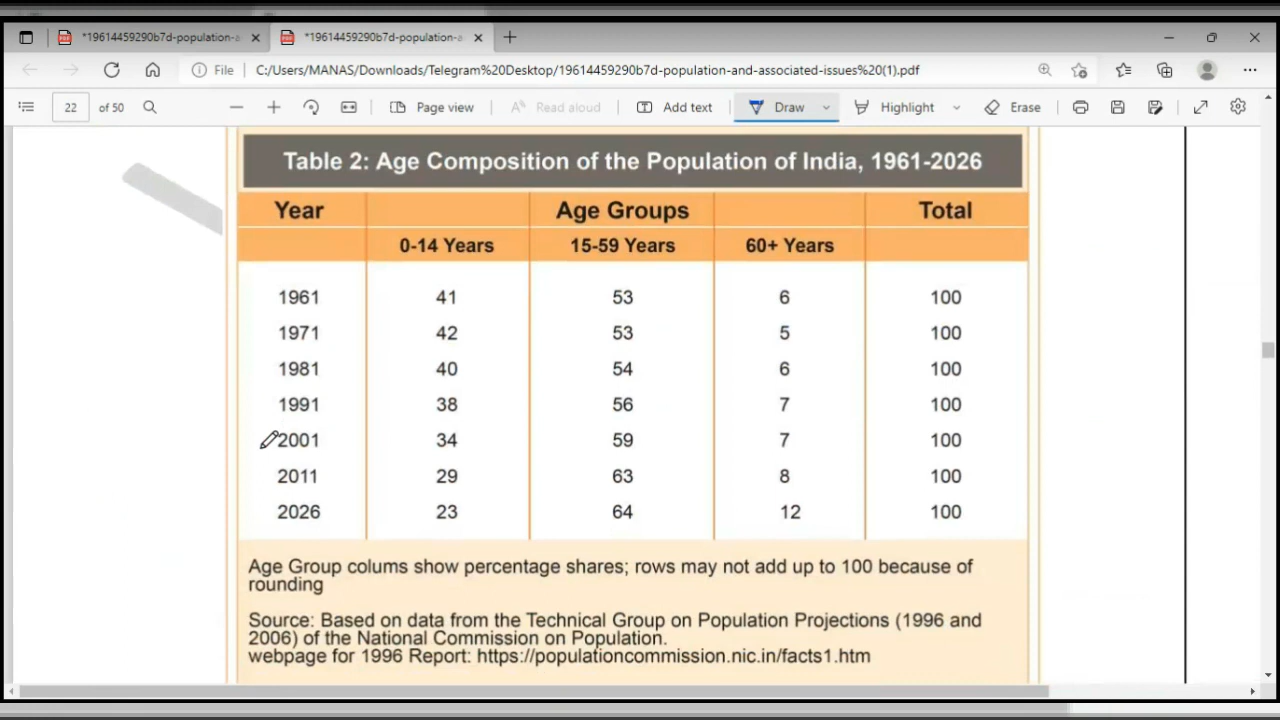 *19614459290b7d-population-a
*19614459290b7d-population-a
File C:/Users/MANAS/Downloads/Telegram%20Desktop/19614459290b7d-population-and-associated-issues%20(1).pdf
22 of 50 Page view Read aloud Add text Draw Highlight Erase
Table 2: Age Composition of the Population of India, 1961-2026
Year Age Groups Total
0-14 Years 15-59 Years 60+ Years
1961 41 53 6 100
1971 42 53 5 100
1981 40 54 6 100
1991 38 56 7 100
2001 34 59 7 100
2011 29 63 8 100
2026 23 64 12 100
Age Group colums show percentage shares; rows may not add up to 100 because of
rounding
Source: Based on data from the Technical Group on Population Projections (1996 and
2006) of the National Commission on Population.
webpage for 1996 Report: https://populationcommission.nic.in/facts1.htm